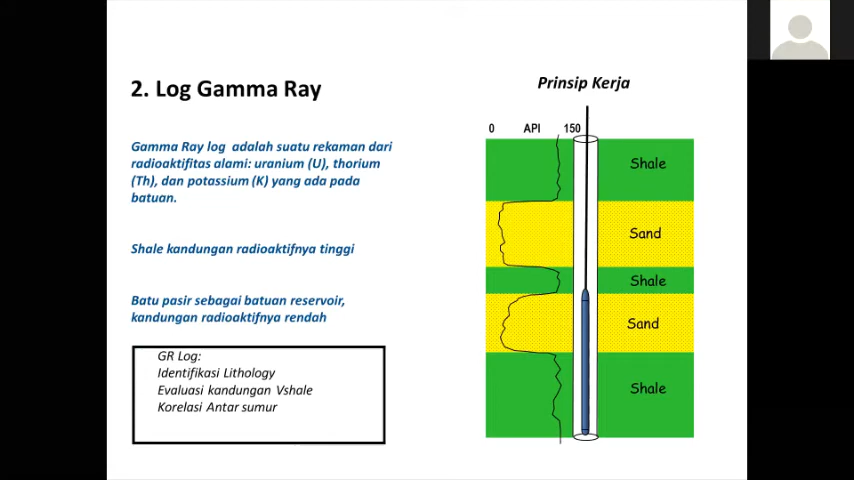 2. Log Gamma Ray
Gamma Ray log adalah suatu rekaman dari
radioaktifitas alami: uranium (U), thorium
(Th), dan potassium (K) yang ada pada
batuan.
Shale kandungan radioaktifnya tinggi
Batu pasir sebagai batuan reservoir,
kandungan radioaktifnya rendah
GR Log:
Identifikasi Lithology
Evaluasi kandungan Vshale
Korelasi Antar sumur
Prinsip Kerja
0 API 150
Shale
Sand
Shale
Sand
Shale